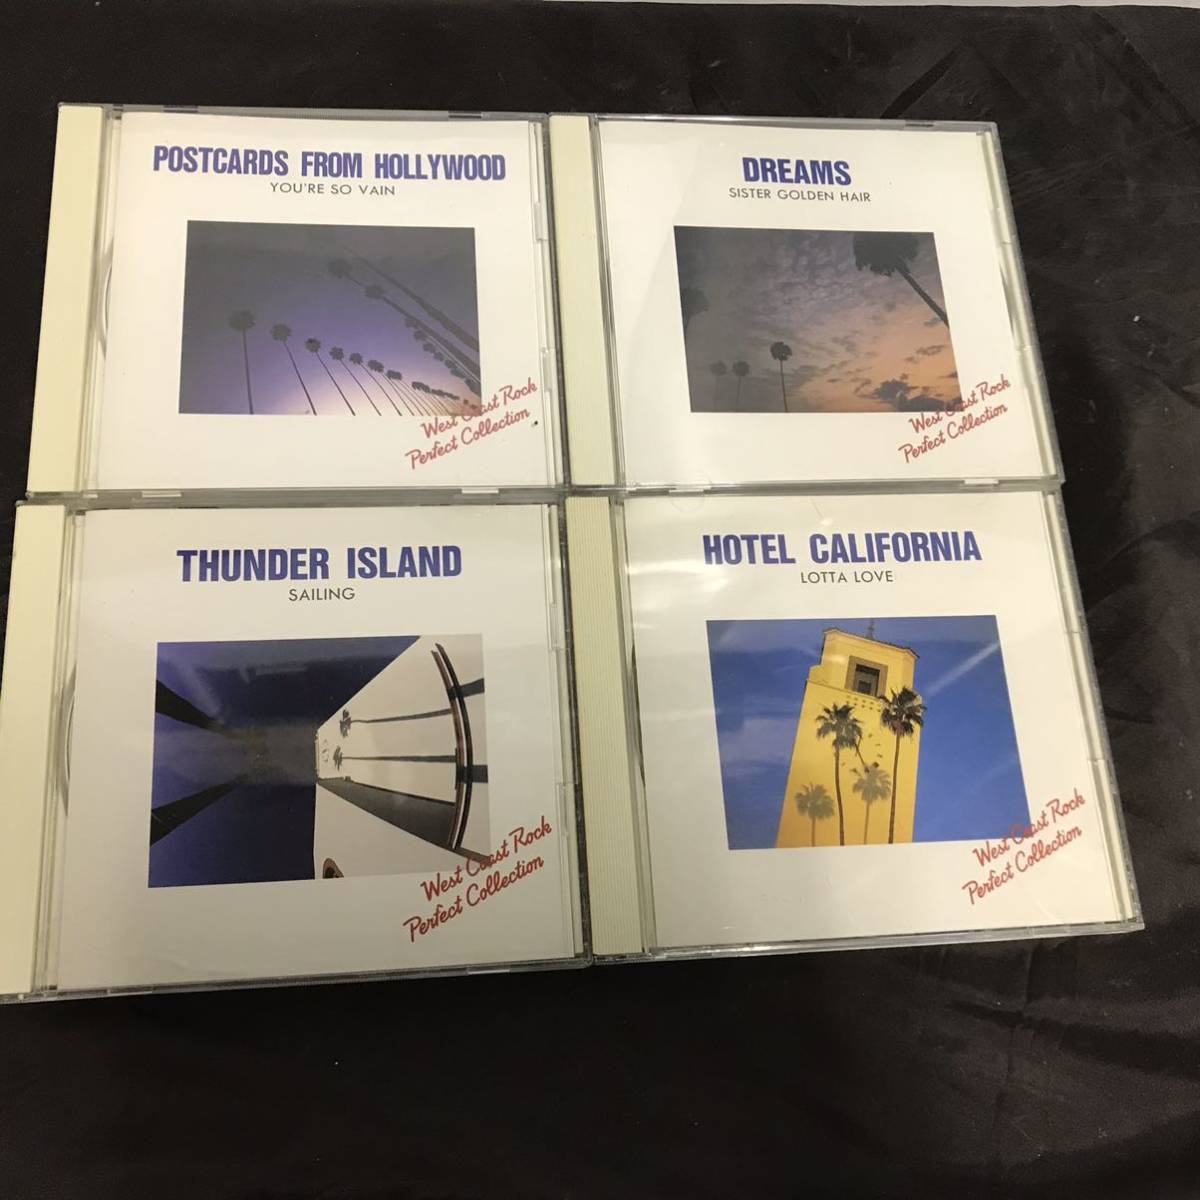 POSTCARDS FROM HOLLYWOOD
YOU'RE SO VAIN
West Coast Rock
Perfect Collection
DREAMS
SISTER GOLDEN HAIR
West Coast Rock
Perfect Collection
THUNDER ISLAND
SAILING
West Coast Rock
Perfect Collection
HOTEL CALIFORNIA
LOTTA LOVE
West Coast Rock
Perfect Collection